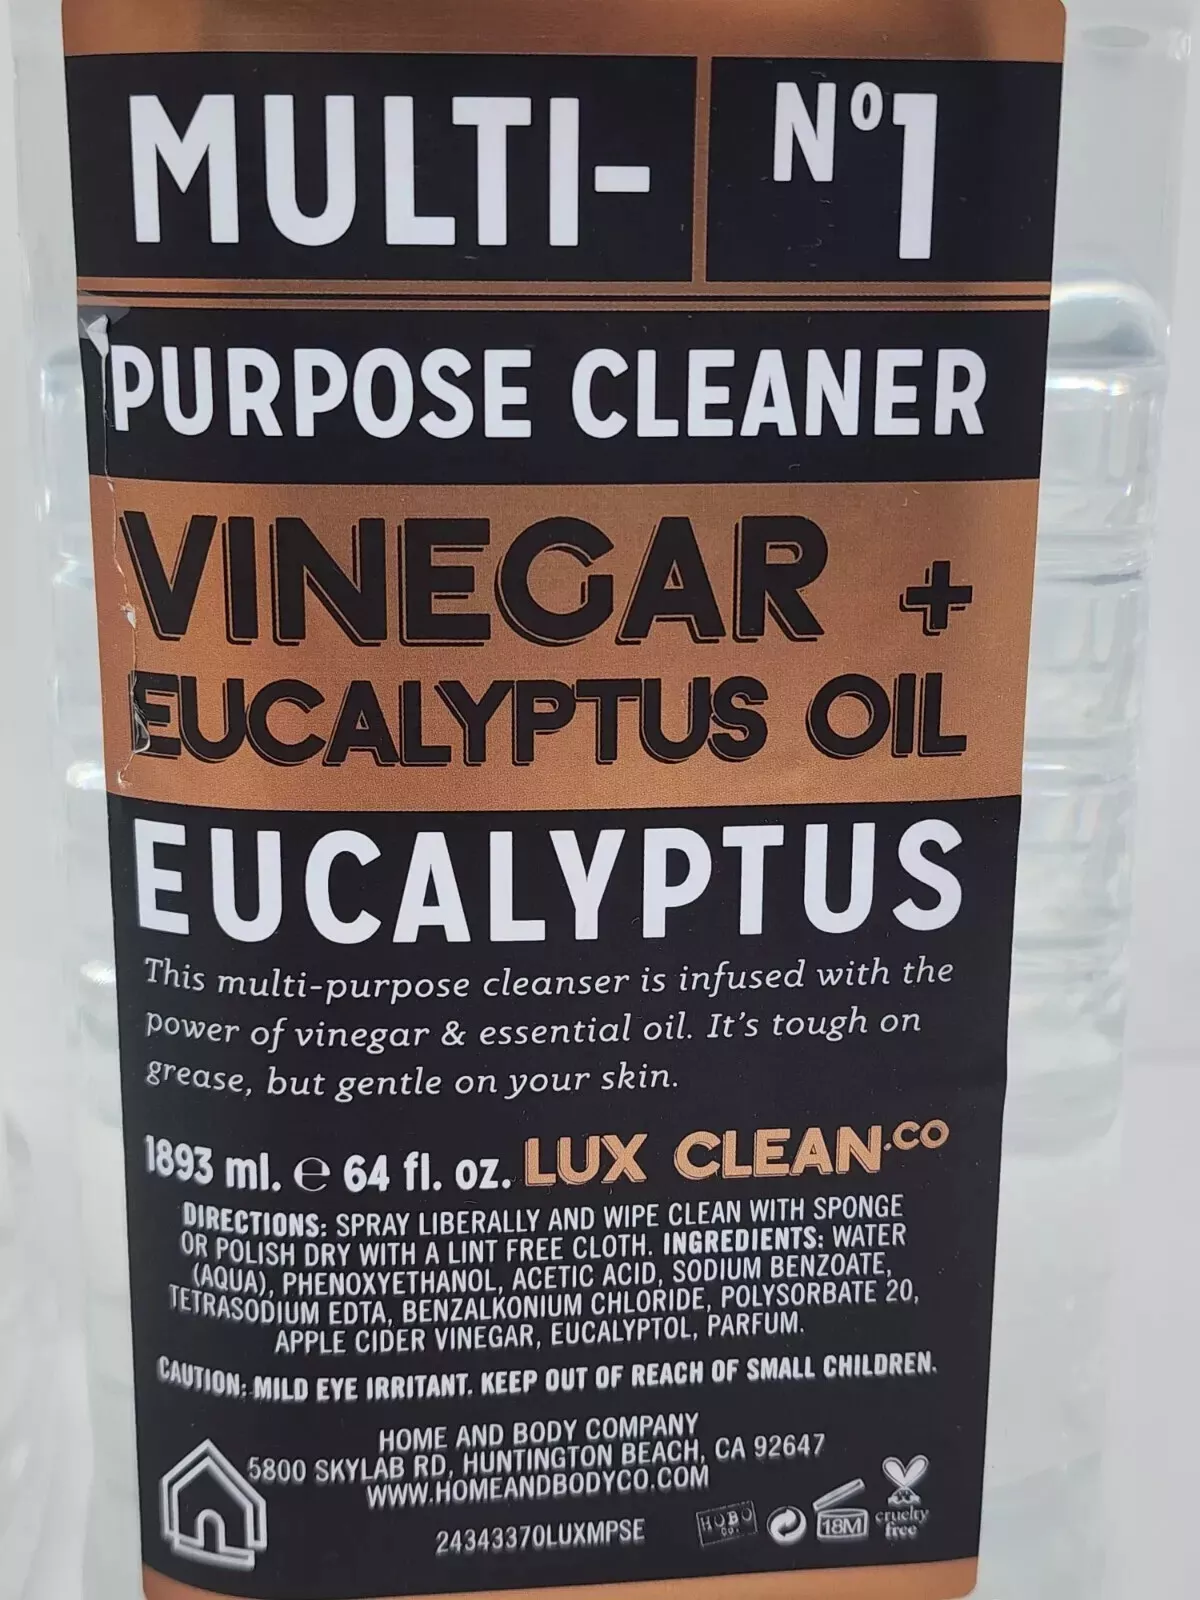 MULTI- Nº1
PURPOSE CLEANER
VINEGAR +
EUCALYPTUS OIL
EUCALYPTUS
This multi-purpose cleanser is infused with the
power of vinegar & essential oil. It's tough on
grease, but gentle on your skin.
1893 ml. ℮ 64 fl. oz. LUX CLEAN.CO
DIRECTIONS: SPRAY LIBERALLY AND WIPE CLEAN WITH SPONGE
OR POLISH DRY WITH A LINT FREE CLOTH. INGREDIENTS: WATER
(AQUA), PHENOXYETHANOL, ACETIC ACID, SODIUM BENZOATE,
TETRASODIUM EDTA, BENZALKONIUM CHLORIDE, POLYSORBATE 20,
APPLE CIDER VINEGAR, EUCALYPTOL, PARFUM.
CAUTION: MILD EYE IRRITANT. KEEP OUT OF REACH OF SMALL CHILDREN.
HOME AND BODY COMPANY
5800 SKYLAB RD, HUNTINGTON BEACH, CA 92647
WWW.HOMEANDBODYCO.COM
24343370LUXMPSE
HOBO
CO.
18M
cruelty
free